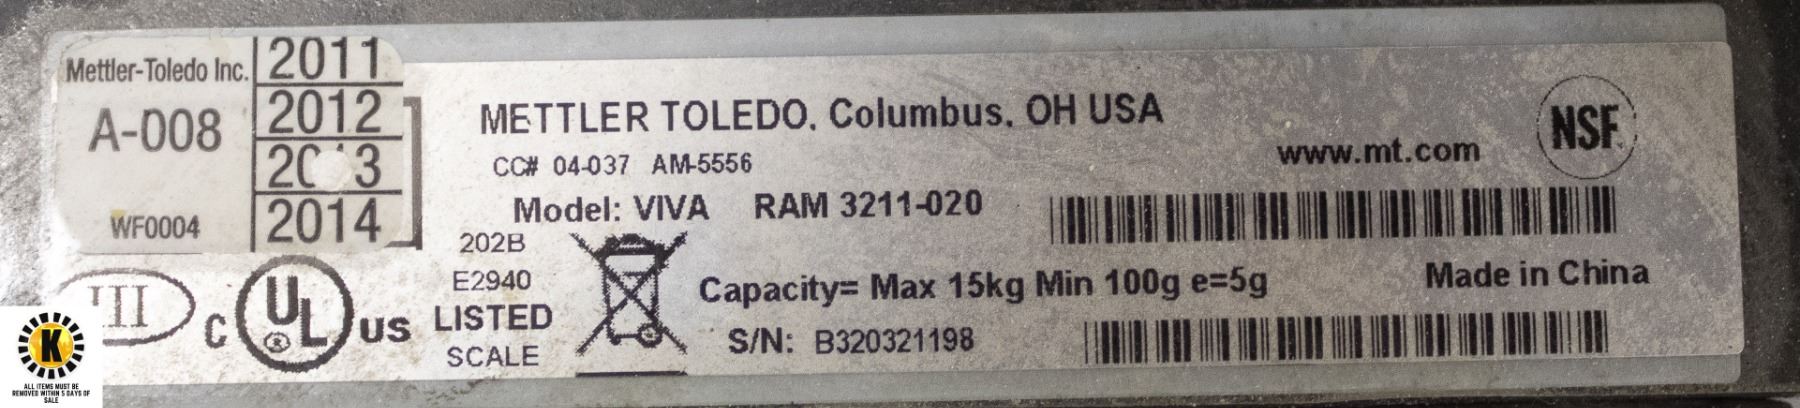 Mettler-Toledo Inc.
A-008
WF0004
2011
2012
2014
METTLER TOLEDO, Columbus, OH USA
CC# 04-037 AM-5556
www.mt.com
NSF
Model: VIVA RAM 3211-020
202B
E2940
LISTED
SCALE
III
C UL ® US
Capacity= Max 15kg Min 100g e=5g
Made in China
S/N: B320321198
K
ALL ITEMS MUST BE
REMOVED WITHIN 5 DAYS OF
SALE